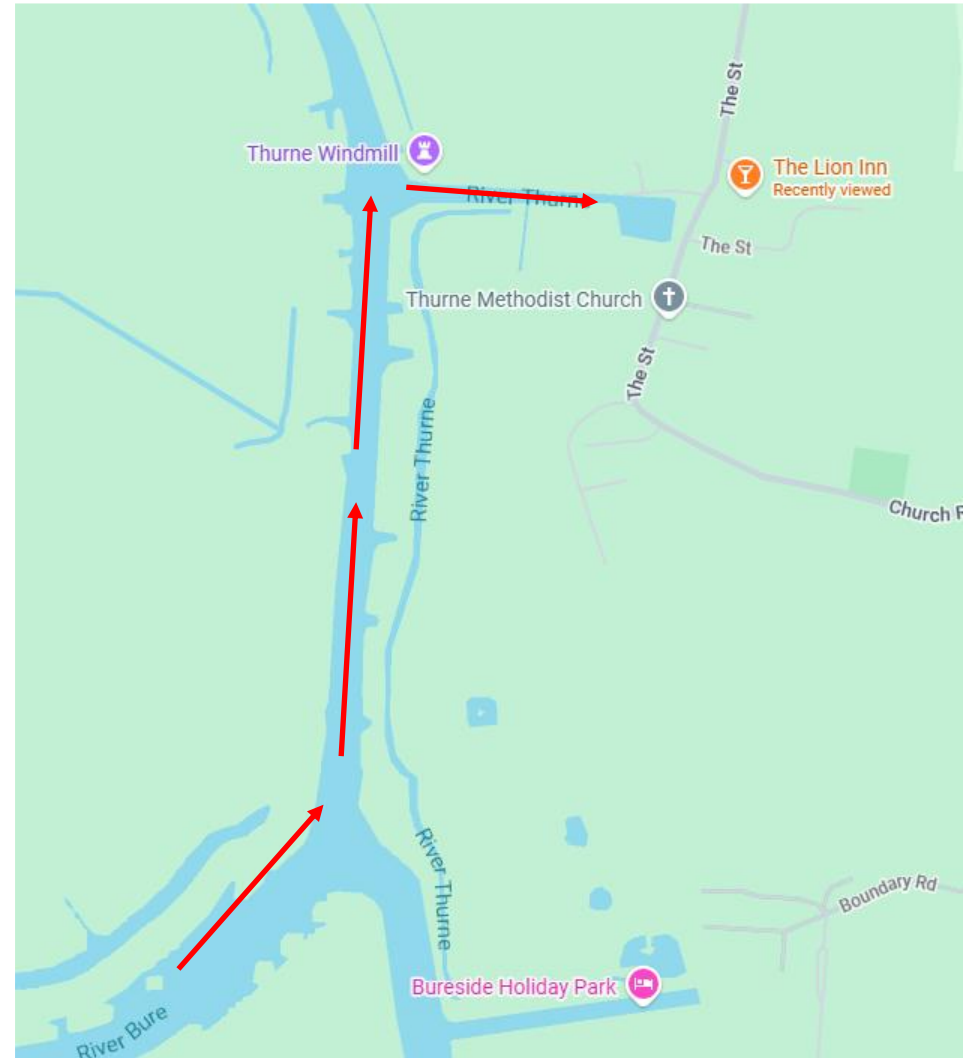 The St
Thurne Windmill
The Lion Inn
Recently viewed
River Thurne
The St
Thurne Methodist Church
The St
River Thurne
Church R
River Thurne
Boundary Rd
Bureside Holiday Park
River Bure